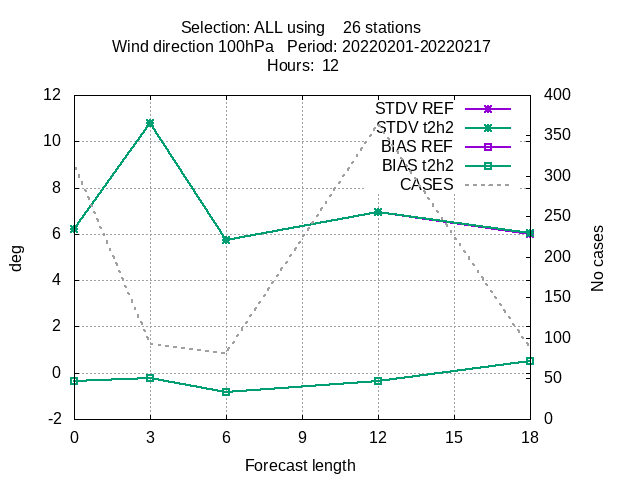 Selection: ALL using    26 stations
Wind direction 100hPa   Period: 20220201-20220217
Hours:  12
STDV REF
STDV t2h2
BIAS REF
BIAS t2h2
CASES
12
10
8
6
4
2
0
-2
400
350
300
250
200
150
100
50
0
deg
No cases
0 3 6 9 12 15 18
Forecast length